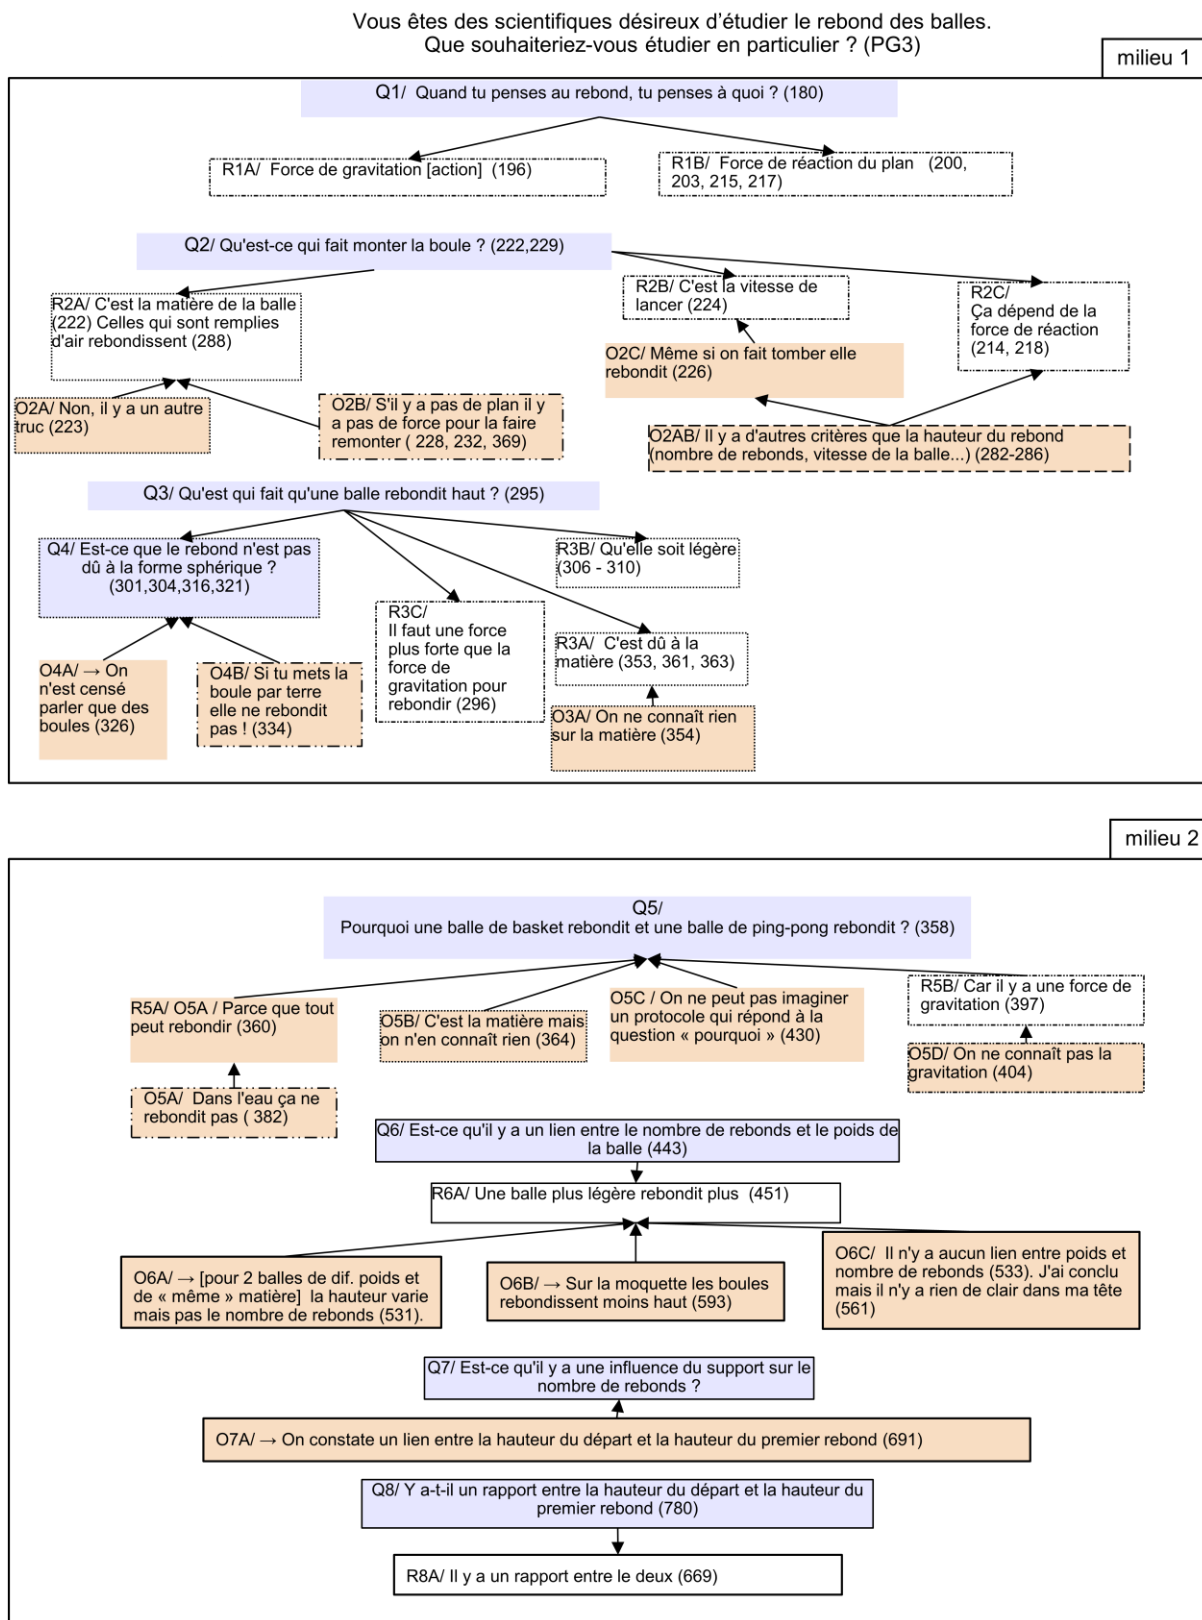 Vous êtes des scientifiques désireux d'étudier le rebond des balles.
Que souhaiteriez-vous étudier en particulier ? (PG3)
milieu 1
Q1/ Quand tu penses au rebond, tu penses à quoi ? (180)
R1A/ Force de gravitation [action] (196)
R1B/ Force de réaction du plan (200,
203, 215, 217)
Q2/ Qu'est-ce qui fait monter la boule ? (222,229)
R2A/ C'est la matière de la balle
(222) Celles qui sont remplies
d'air rebondissent (288)
R2B/ C'est la vitesse de
lancer (224)
R2C/
Ça dépend de la
force de réaction
(214, 218)
O2C/ Même si on fait tomber elle
rebondit (226)
O2A/ Non, il y a un autre
truc (223)
O2B/ S'il y a pas de plan il y
a pas de force pour la faire
remonter ( 228, 232, 369)
O2AB/ Il y a d'autres critères que la hauteur du rebond
(nombre de rebonds, vitesse de la balle...) (282-286)
Q3/ Qu'est qui fait qu'une balle rebondit haut ? (295)
Q4/ Est-ce que le rebond n'est pas
dû à la forme sphérique ?
(301,304,316,321)
R3B/ Qu'elle soit légère
(306 - 310)
R3C/
Il faut une force
plus forte que la
force de
gravitation pour
rebondir (296)
R3A/ C'est dû à la
matière (353, 361, 363)
O4A/ → On
n'est censé
parler que des
boules (326)
O4B/ Si tu mets la
boule par terre
elle ne rebondit
pas ! (334)
O3A/ On ne connaît rien
sur la matière (354)
milieu 2
Q5/
Pourquoi une balle de basket rebondit et une balle de ping-pong rebondit ? (358)
R5A/ O5A / Parce que tout
peut rebondir (360)
O5B/ C'est la matière mais
on n'en connaît rien (364)
O5C / On ne peut pas imaginer
un protocole qui répond à la
question « pourquoi » (430)
R5B/ Car il y a une force de
gravitation (397)
O5D/ On ne connaît pas la
gravitation (404)
O5A/ Dans l'eau ça ne
rebondit pas ( 382)
Q6/ Est-ce qu'il y a un lien entre le nombre de rebonds et le poids de
la balle (443)
R6A/ Une balle plus légère rebondit plus (451)
O6A/ → [pour 2 balles de dif. poids et
de « même » matière] la hauteur varie
mais pas le nombre de rebonds (531).
O6B/ → Sur la moquette les boules
rebondissent moins haut (593)
O6C/ Il n'y a aucun lien entre poids et
nombre de rebonds (533). J'ai conclu
mais il n'y a rien de clair dans ma tête
(561)
Q7/ Est-ce qu'il y a une influence du support sur le
nombre de rebonds ?
O7A/ → On constate un lien entre la hauteur du départ et la hauteur du premier rebond (691)
Q8/ Y a-t-il un rapport entre la hauteur du départ et la hauteur du
premier rebond (780)
R8A/ Il y a un rapport entre le deux (669)